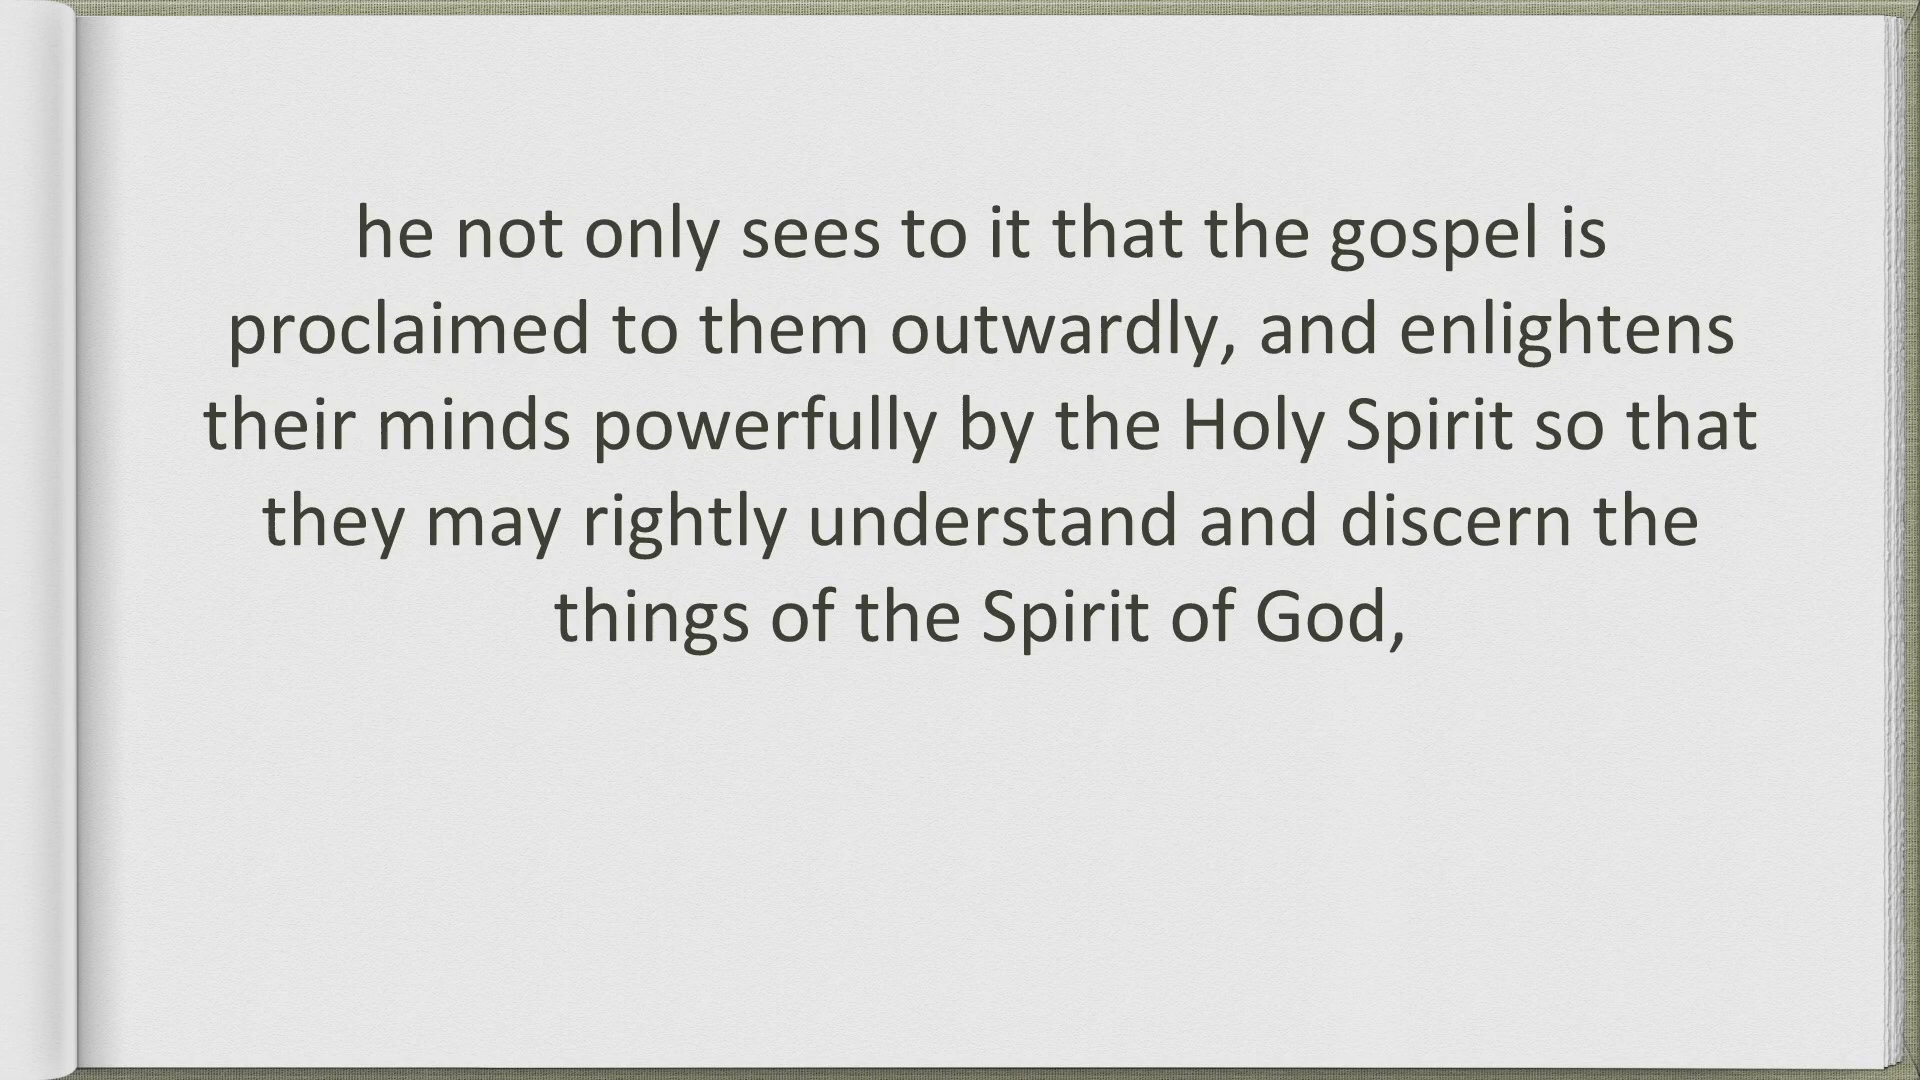 he not only sees to it that the gospel is
proclaimed to them outwardly, and enlightens
their minds powerfully by the Holy Spirit so that
they may rightly understand and discern the
things of the Spirit of God,